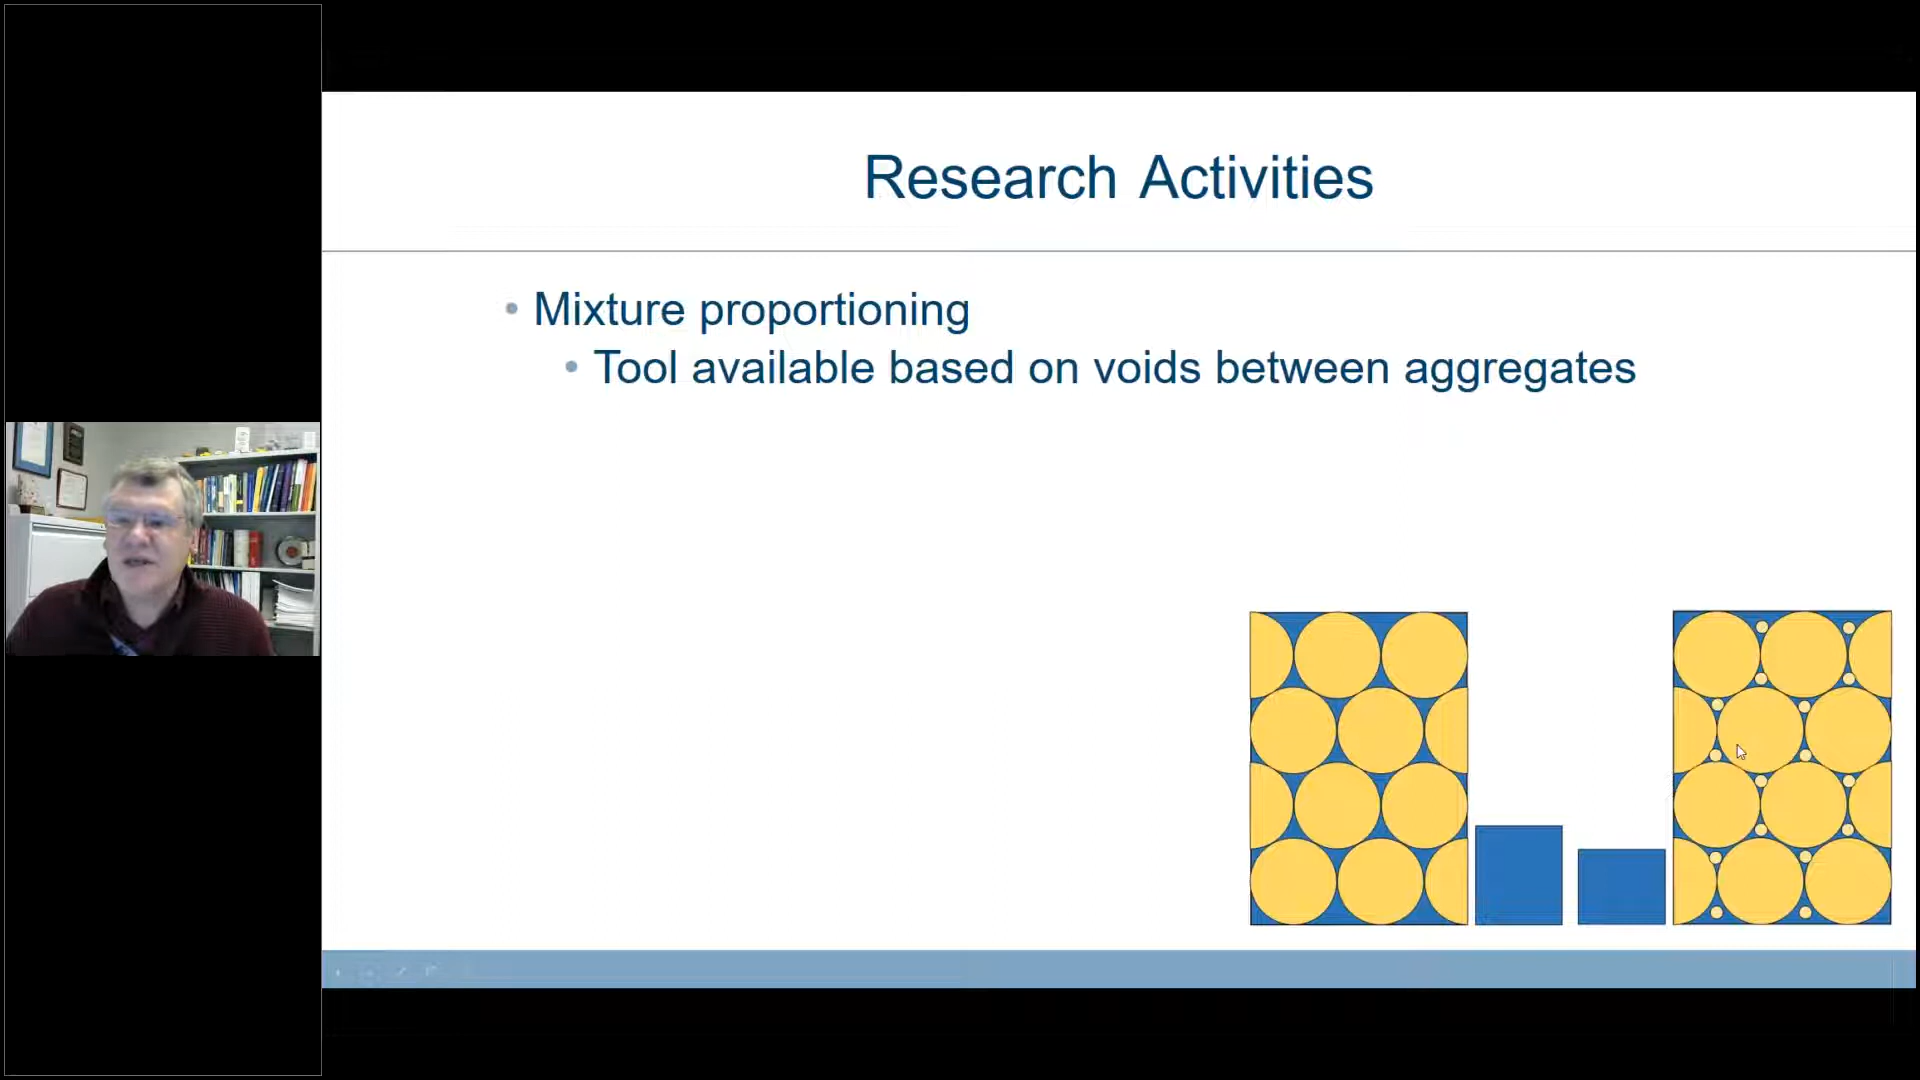 Research Activities
Mixture proportioning
Tool available based on voids between aggregates